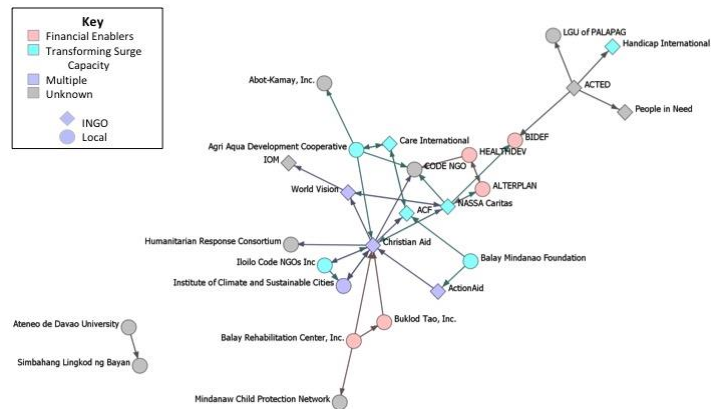 Key
Financial Enablers
Transforming Surge
Capacity
Multiple
Unknown
INGO
Local
LGU of PALAPAG
Handicap International
ACTED
Abot-Kamay, Inc.
People in Need
Agri Aqua Development Cooperative
Care International
BIDEF
HEALTHDEV
IOM
CODE NGO
World Vision
ALTERPLAN
NASSA Caritas
ACF
Humanitarian Response Consortium
Christian Aid
Iloilo Code NGOs Inc
Balay Mindanao Foundation
Institute of Climate and Sustainable Cities
ActionAid
Ateneo de Davao University
Buklod Tao, Inc.
Balay Rehabilitation Center, Inc.
Simbahang Lingkod ng Bayan
Mindanaw Child Protection Network